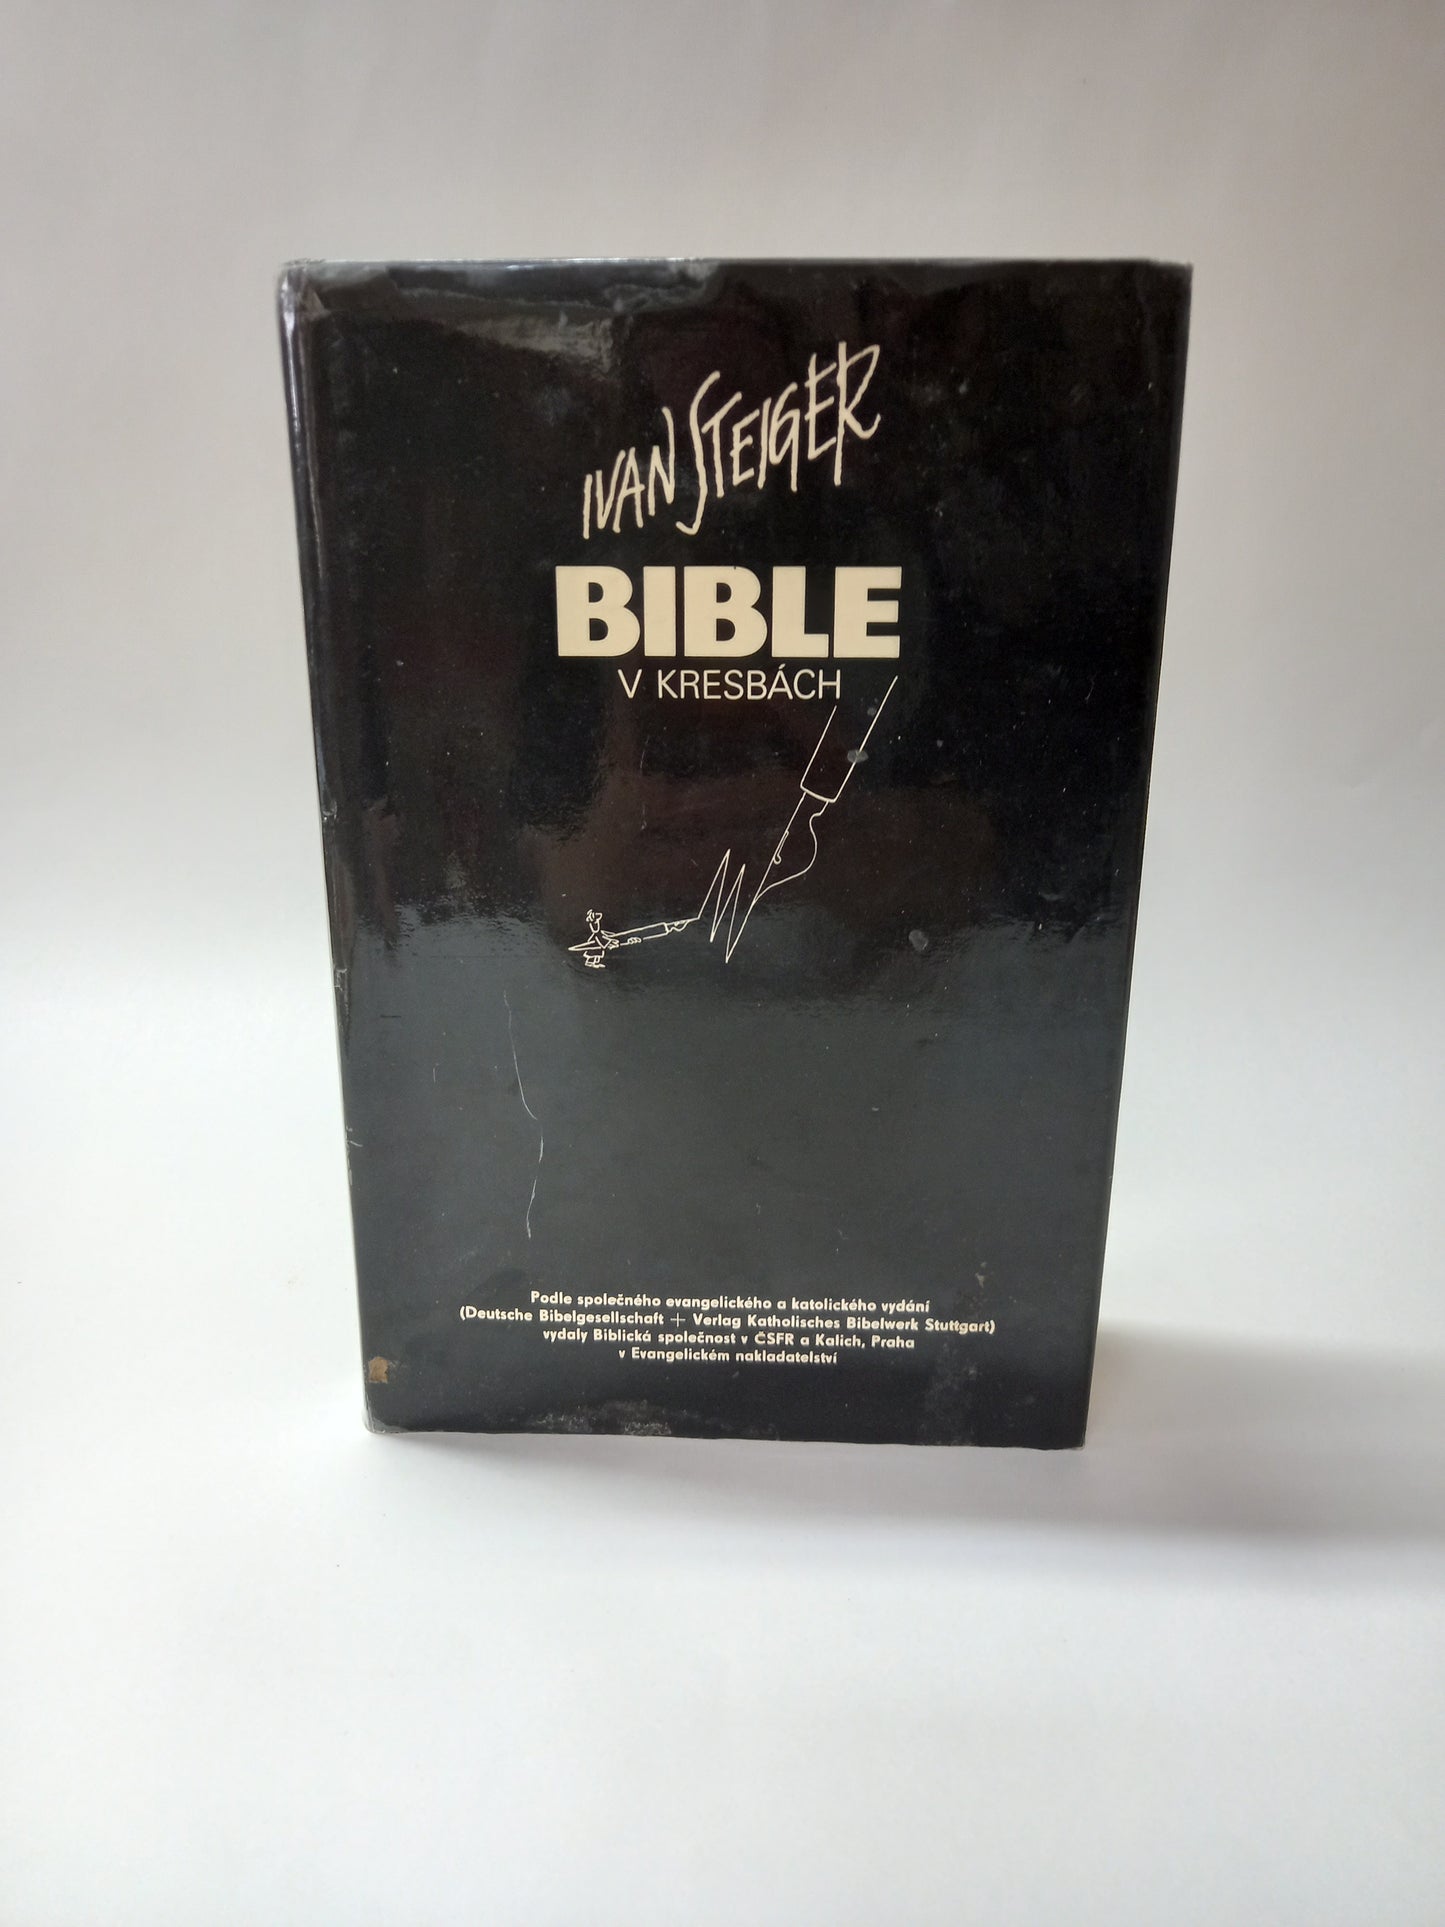 IVAN STEIGER
BIBLE
V KRESBÁCH
Podle společného evangelického a katolického vydání
(Deutsche Bibelgesellschaft + Verlag Katholisches Bibelwerk Stuttgart)
vydaly Biblická společnost v ČSFR a Kalich, Praha
v Evangelickém nakladatelství